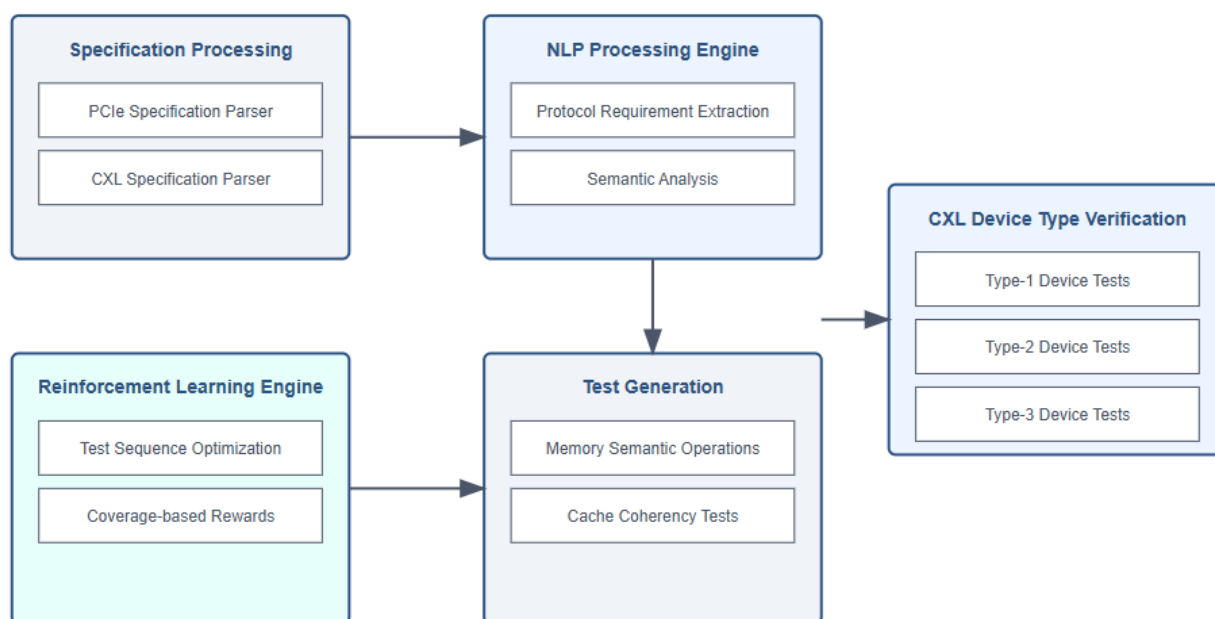 Specification Processing
PCIe Specification Parser
CXL Specification Parser
NLP Processing Engine
Protocol Requirement Extraction
Semantic Analysis
CXL Device Type Verification
Type-1 Device Tests
Type-2 Device Tests
Type-3 Device Tests
Reinforcement Learning Engine
Test Sequence Optimization
Coverage-based Rewards
Test Generation
Memory Semantic Operations
Cache Coherency Tests